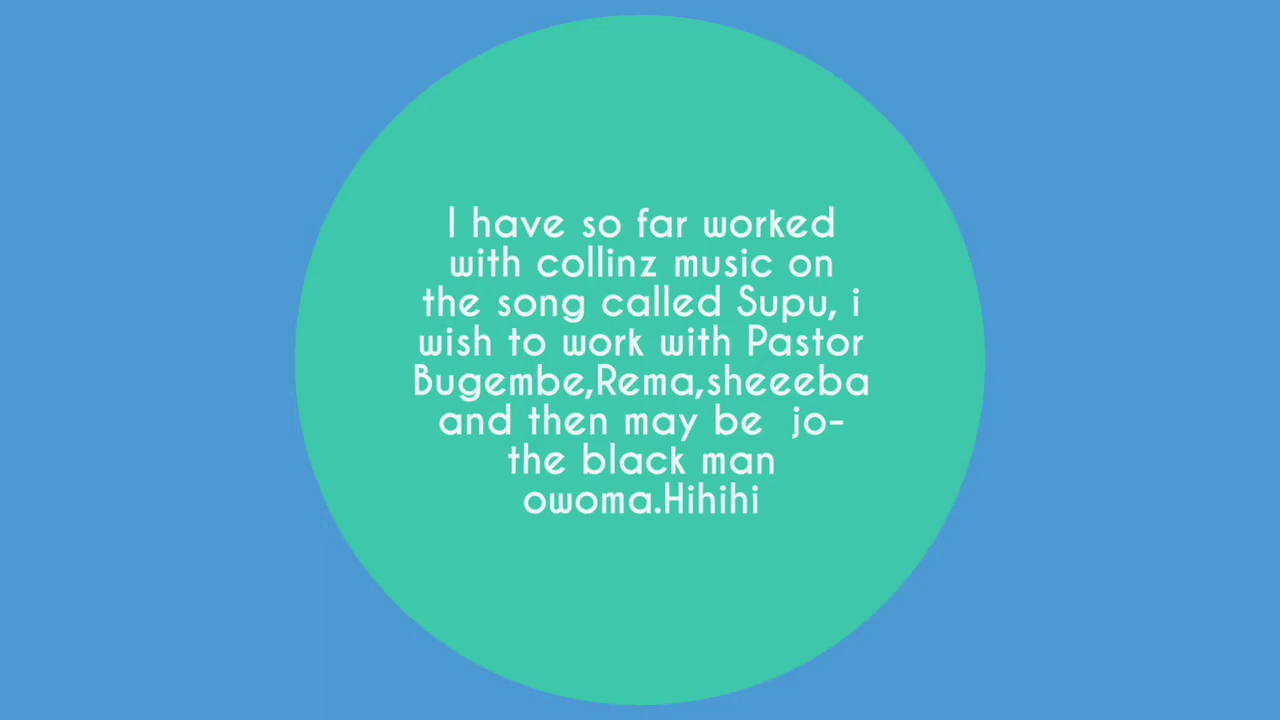 I have so far worked
with collinz music on
the song called Supu, i
wish to work with Pastor
Bugembe,Rema,sheeeba
and then may be  jo-
the black man
owoma.Hihihi